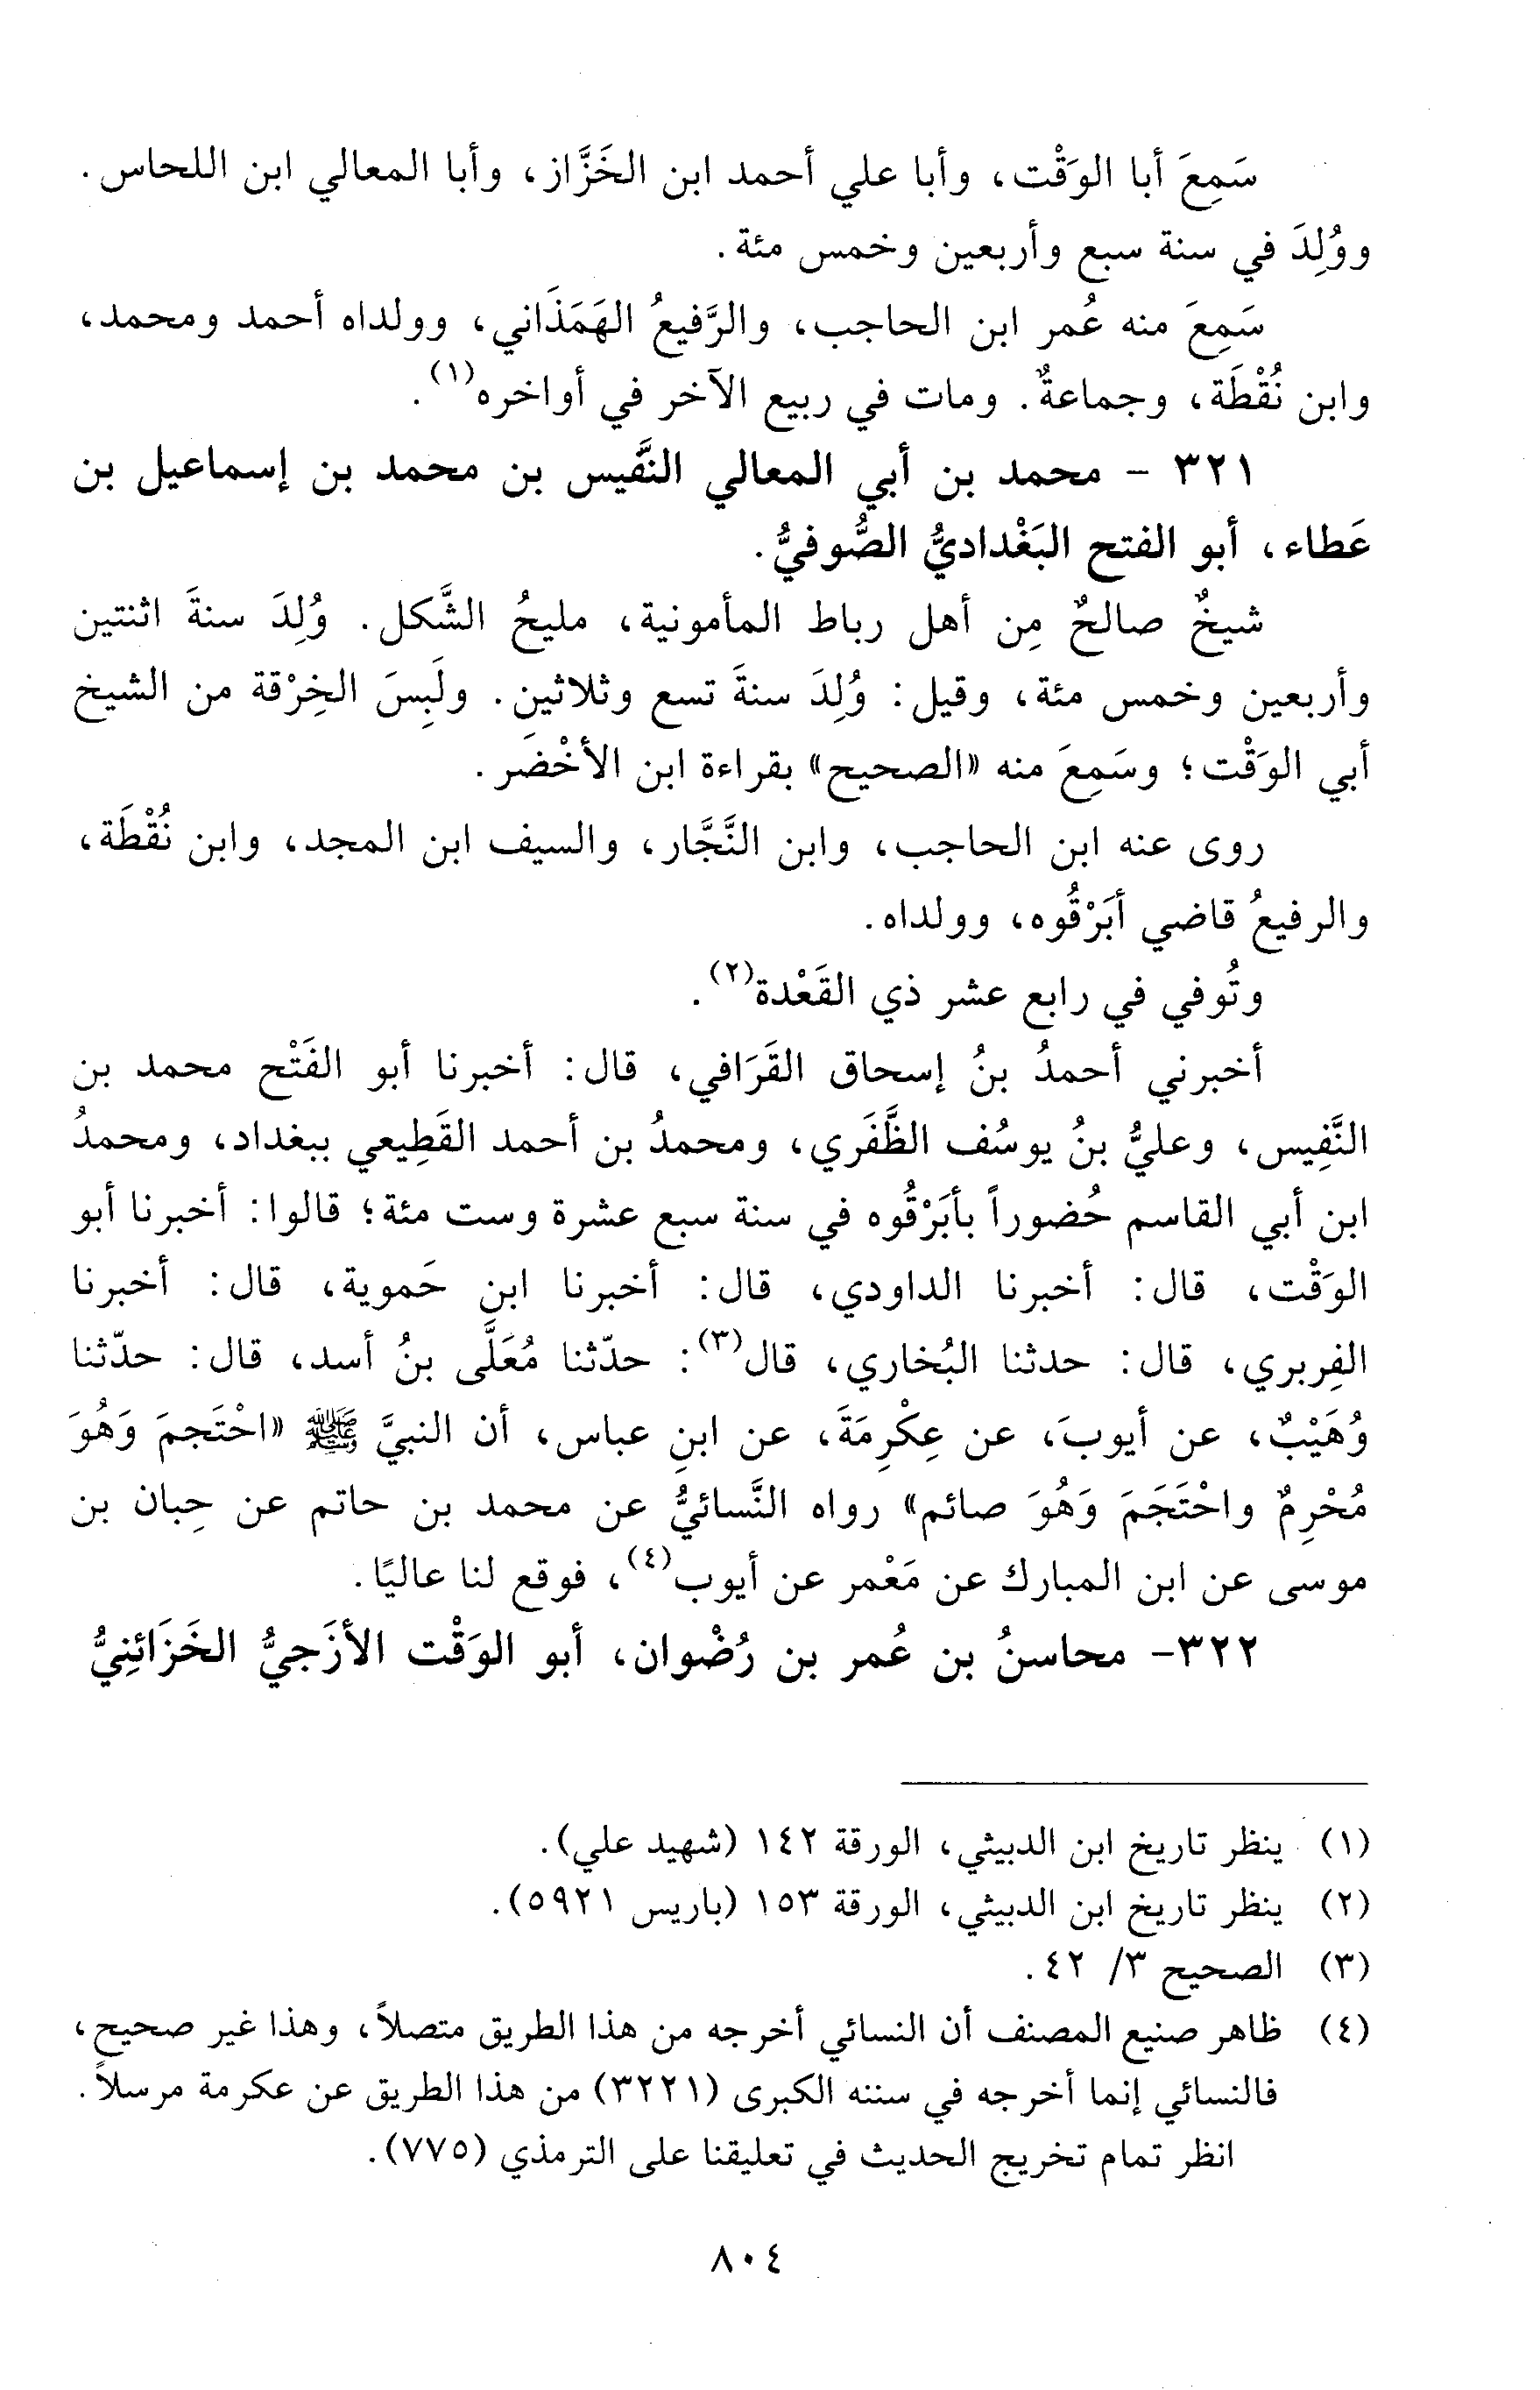 سَمِعَ أبا الوَقْت، وأبا علي أحمد ابن الخَزَّاز، وأبا المعالي ابن اللحاس.
ووُلِدَ في سنة سبع وأربعين وخمس مئة.
سَمِعَ منه عُمر ابن الحاجب، والرَّفيعُ الهَمَذَاني، وولداه أحمد ومحمد،
وابن نُقْطَة، وجماعةٌ. ومات في ربيع الآخر في أواخره(١).
٣٢١ - محمد بن أبي المعالي النَّفيس بن محمد بن إسماعيل بن
عَطاء، أبو الفتح البَغْداديُّ الصُّوفيُّ.
شيخٌ صالحٌ مِن أهل رباط المأمونية، مليحُ الشَّكل. وُلِدَ سنةَ اثنتين
وأربعين وخمس مئة، وقيل: وُلِدَ سنةَ تسع وثلاثين. ولَبِسَ الخِرْقة من الشيخ
أبي الوَقْت؛ وسَمِعَ منه «الصحيح» بقراءة ابن الأخْضَر.
روى عنه ابن الحاجب، وابن النَّجَّار، والسيف ابن المجد، وابن نُقْطَة،
والرفيعُ قاضي أبَرْقُوه، وولداه.
وتُوفي في رابع عشر ذي القَعْدة(٢).
أخبرني أحمدُ بنُ إسحاق القَرَافي، قال: أخبرنا أبو الفَتْح محمد بن
النَّفِيس، وعليُّ بنُ يوسُف الظَّفَري، ومحمدُ بن أحمد القَطِيعي ببغداد، ومحمدُ
ابن أبي القاسم حُضوراً بأبَرْقُوه في سنة سبع عشرة وست مئة؛ قالوا: أخبرنا أبو
الوَقْت، قال: أخبرنا الداودي، قال: أخبرنا ابن حَموية، قال: أخبرنا
الفِربري، قال: حدثنا البُخاري، قال(٣): حدّثنا مُعَلَّى بنُ أسد، قال: حدّثنا
وُهَيْبٌ، عن أيوبَ، عن عِكْرِمَةَ، عن ابنِ عباس، أن النبيَّ ﷺ «احْتَجمَ وَهُوَ
مُحْرِمٌ واحْتَجَمَ وَهُوَ صائم» رواه النَّسائيُّ عن محمد بن حاتم عن حِبان بن
موسى عن ابن المبارك عن مَعْمر عن أيوب(٤)، فوقع لنا عاليًا.
٣٢٢- محاسنُ بن عُمر بن رُضْوان، أبو الوَقْت الأزَجيُّ الخَزَائنِيُّ
(١) ينظر تاريخ ابن الدبيثي، الورقة ١٤٢ (شهيد علي).
(٢) ينظر تاريخ ابن الدبيثي، الورقة ١٥٣ (باريس ٥٩٢١).
(٣) الصحيح ٣/ ٤٢.
(٤) ظاهر صنيع المصنف أن النسائي أخرجه من هذا الطريق متصلاً، وهذا غير صحيح،
فالنسائي إنما أخرجه في سننه الكبرى (٣٢٢١) من هذا الطريق عن عكرمة مرسلاً.
انظر تمام تخريج الحديث في تعليقنا على الترمذي (٧٧٥).
٨٠٤